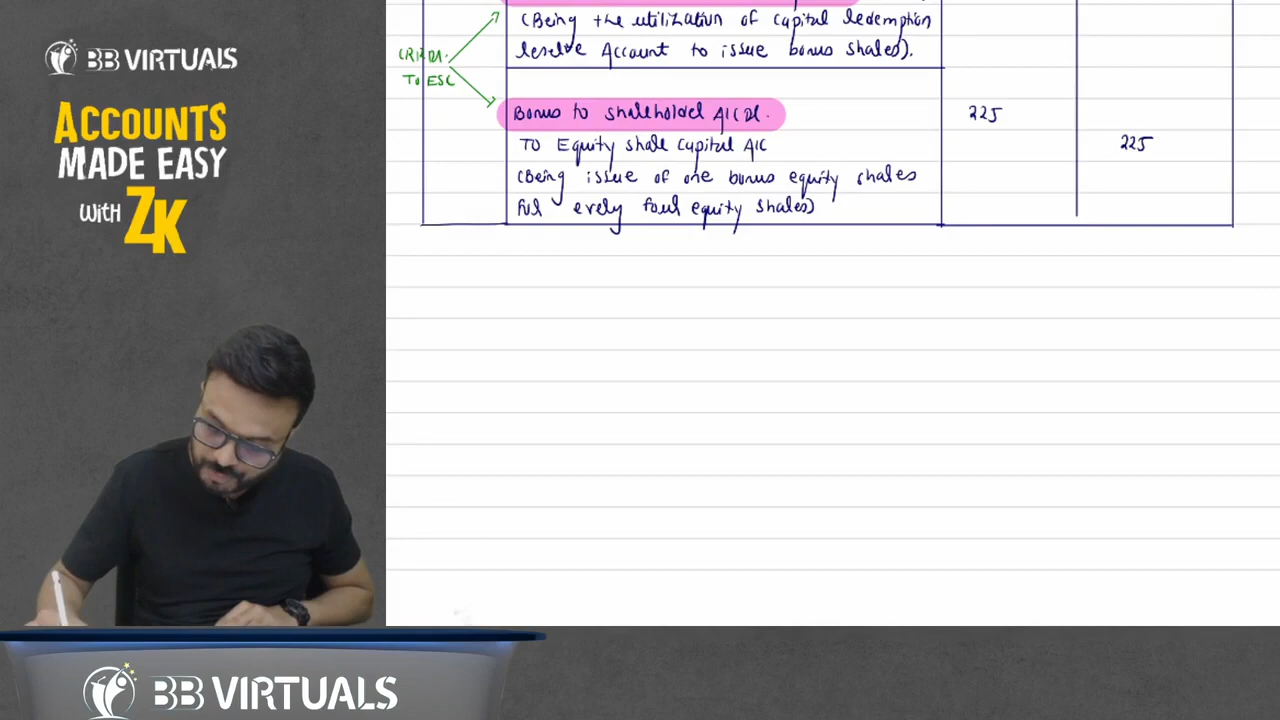 BB VIRTUALS
ACCOUNTS
MADE EASY
with ZK
(Being the utilization of capital redemption
reserve Account to issue bonus shares).
CRR Dr.
To ESC
Bonus to shareholder A/C Dr.
225
TO Equity share capital A/C
225
(Being issue of one bonus equity shares
for every four equity shares)
BB VIRTUALS